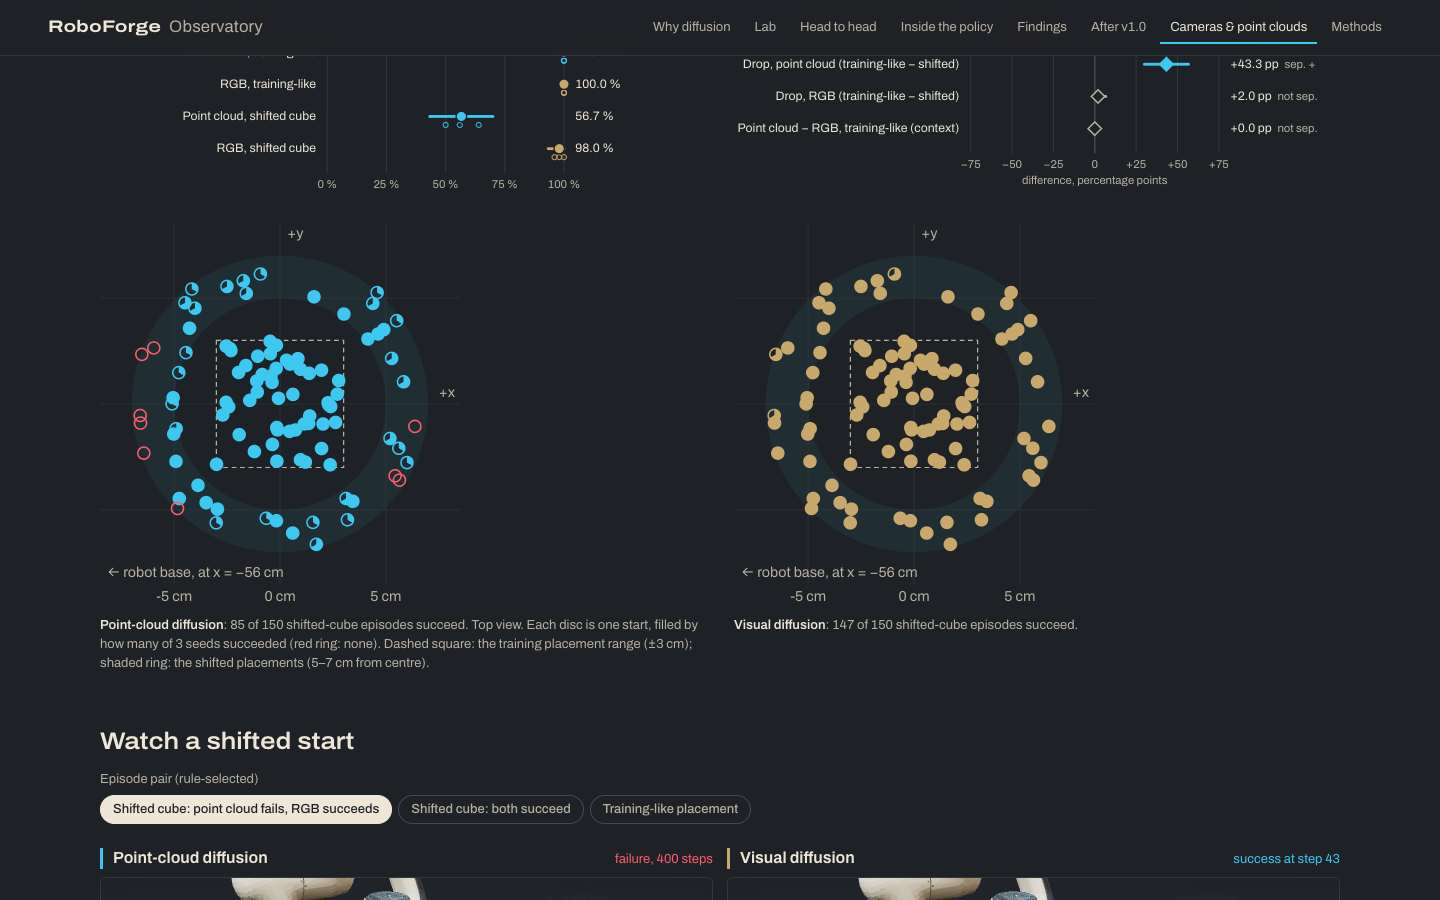 RoboForge Observatory
Why diffusion
Lab
Head to head
Inside the policy
Findings
After v1.0
Cameras & point clouds
Methods
RGB, training-like
100.0 %
Point cloud, shifted cube
56.7 %
RGB, shifted cube
98.0 %
0 %
25 %
50 %
75 %
100 %
Drop, point cloud (training-like – shifted)
+43.3 pp sep. +
Drop, RGB (training-like – shifted)
+2.0 pp not sep.
Point cloud – RGB, training-like (context)
+0.0 pp not sep.
−75
−50
−25
0
+25
+50
+75
difference, percentage points
+y
+x
← robot base, at x = −56 cm
-5 cm
0 cm
5 cm
Point-cloud diffusion: 85 of 150 shifted-cube episodes succeed. Top view. Each disc is one start, filled by
how many of 3 seeds succeeded (red ring: none). Dashed square: the training placement range (±3 cm);
shaded ring: the shifted placements (5–7 cm from centre).
+y
+x
← robot base, at x = −56 cm
-5 cm
0 cm
5 cm
Visual diffusion: 147 of 150 shifted-cube episodes succeed.
Watch a shifted start
Episode pair (rule-selected)
Shifted cube: point cloud fails, RGB succeeds
Shifted cube: both succeed
Training-like placement
Point-cloud diffusion
failure, 400 steps
Visual diffusion
success at step 43